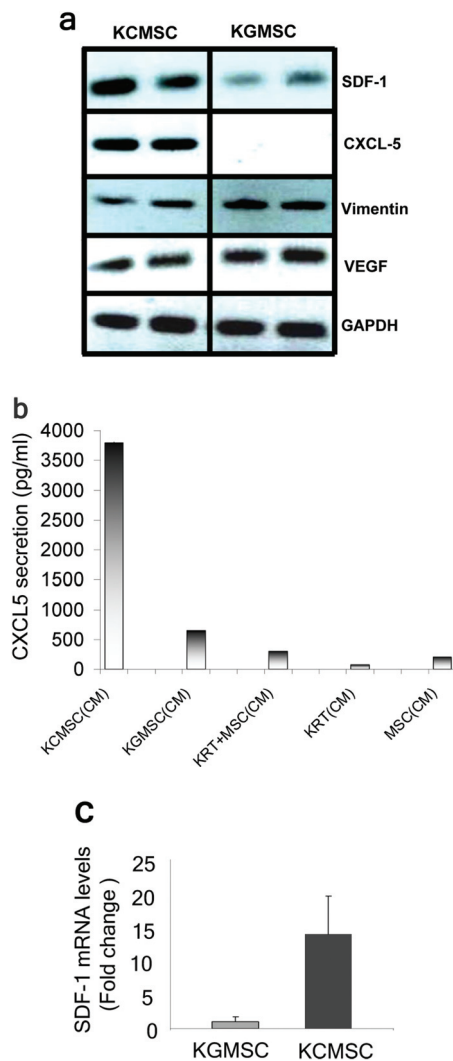 a
KCMSC KGMSC
SDF-1
CXCL-5
Vimentin
VEGF
GAPDH
b
CXCL5 secretion (pg/ml)
4000
3500
3000
2500
2000
1500
1000
500
0
KCMSC(CM)
KGMSC(CM)
KRT+MSC(CM)
KRT(CM)
MSC(CM)
c
SDF-1 mRNA levels
(Fold change )
25
20
15
10
5
0
KGMSC KCMSC